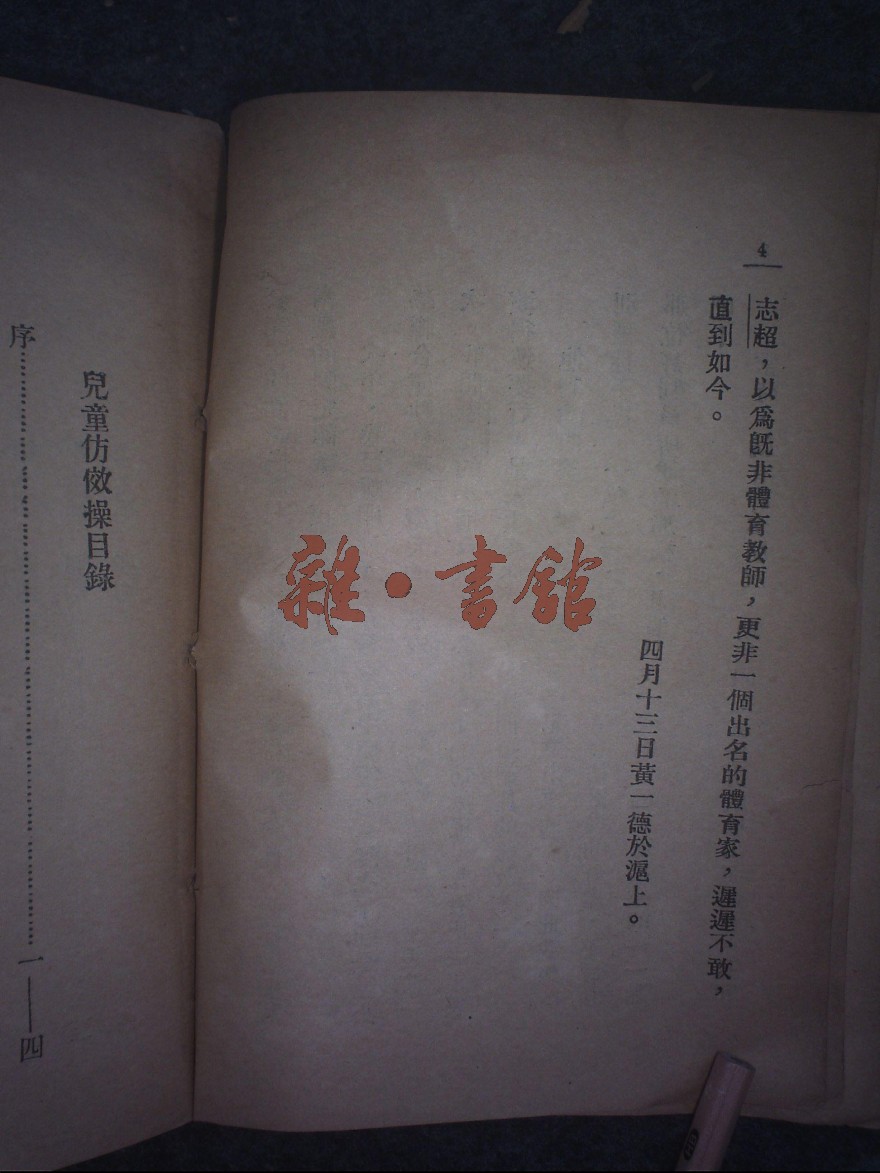 4
志超，以爲既非體育教師，更非一個出名的體育家，遲遲不敢，
直到如今。
四月十三日黃一德於滬上。
雜·書館
兒童仿傚操目錄
序…………………………………………一——四